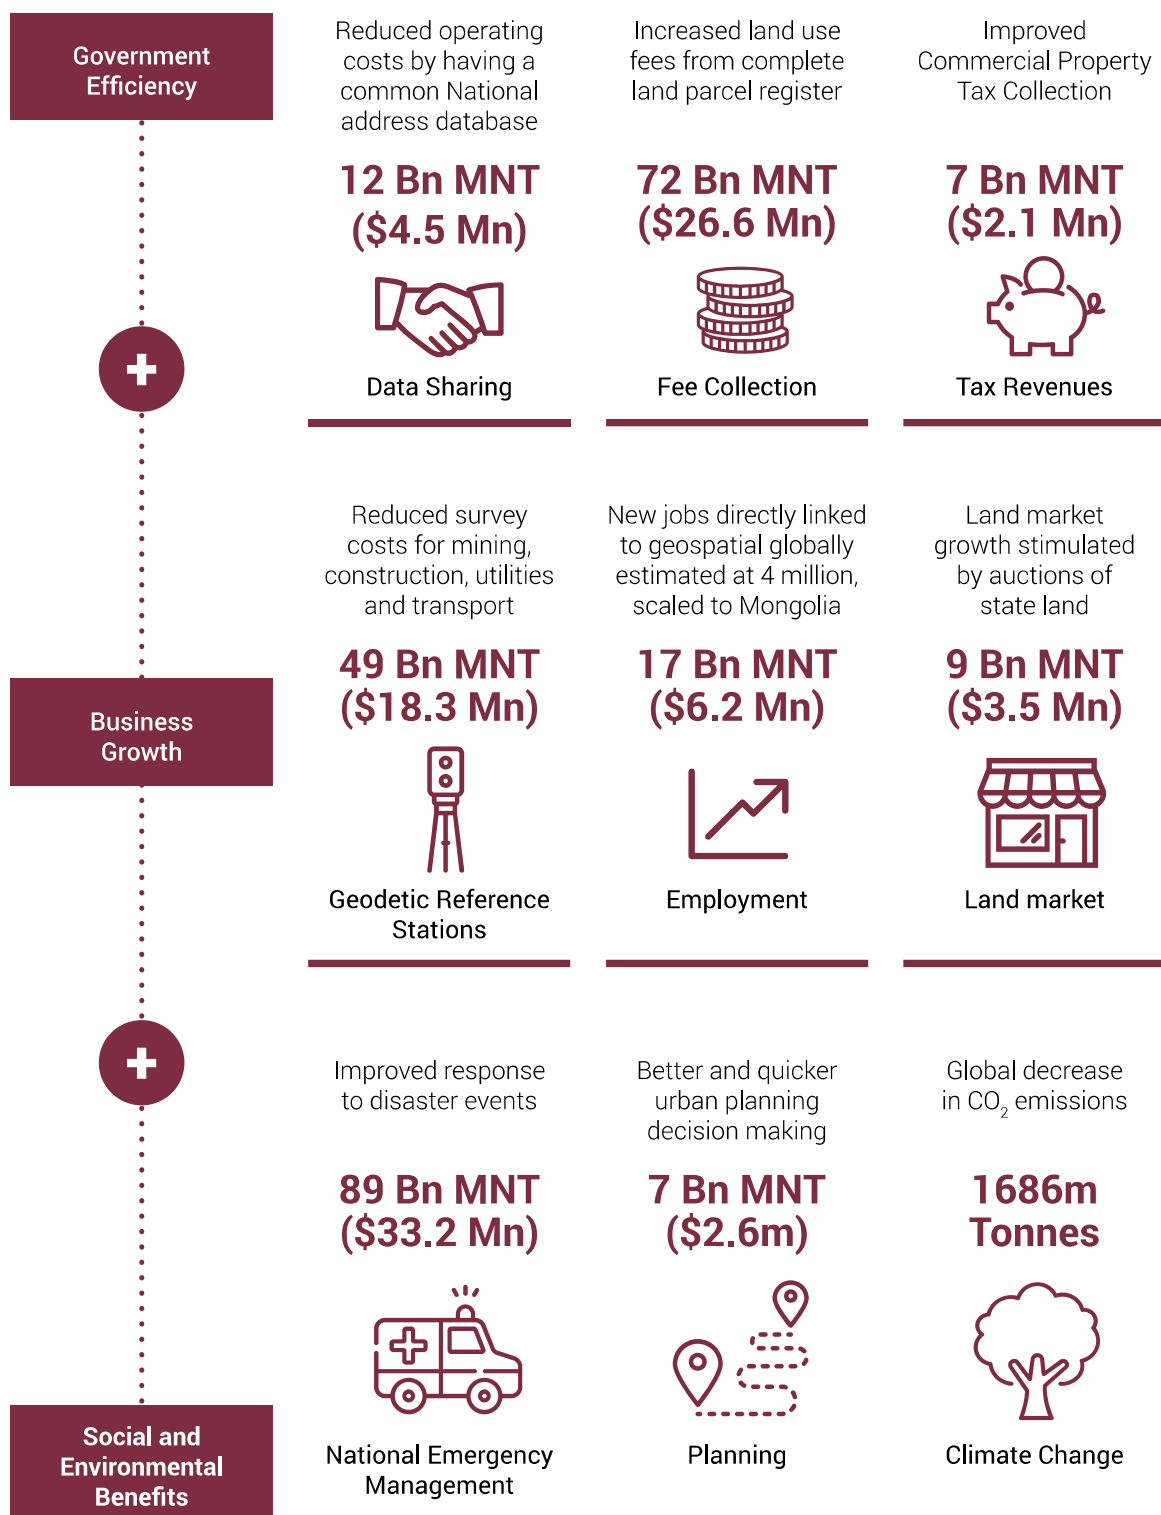 Government
Efficiency
Reduced operating
costs by having a
common National
address database
12 Bn MNT
($4.5 Mn)
Data Sharing
Increased land use
fees from complete
land parcel register
72 Bn MNT
($26.6 Mn)
Fee Collection
Improved
Commercial Property
Tax Collection
7 Bn MNT
($2.1 Mn)
Tax Revenues
Business
Growth
Reduced survey
costs for mining,
construction, utilities
and transport
49 Bn MNT
($18.3 Mn)
Geodetic Reference
Stations
New jobs directly linked
to geospatial globally
estimated at 4 million,
scaled to Mongolia
17 Bn MNT
($6.2 Mn)
Employment
Land market
growth stimulated
by auctions of
state land
9 Bn MNT
($3.5 Mn)
Land market
Social and
Environmental
Benefits
Improved response
to disaster events
89 Bn MNT
($33.2 Mn)
National Emergency
Management
Better and quicker
urban planning
decision making
7 Bn MNT
($2.6m)
Planning
Global decrease
in CO₂ emissions
1686m
Tonnes
Climate Change